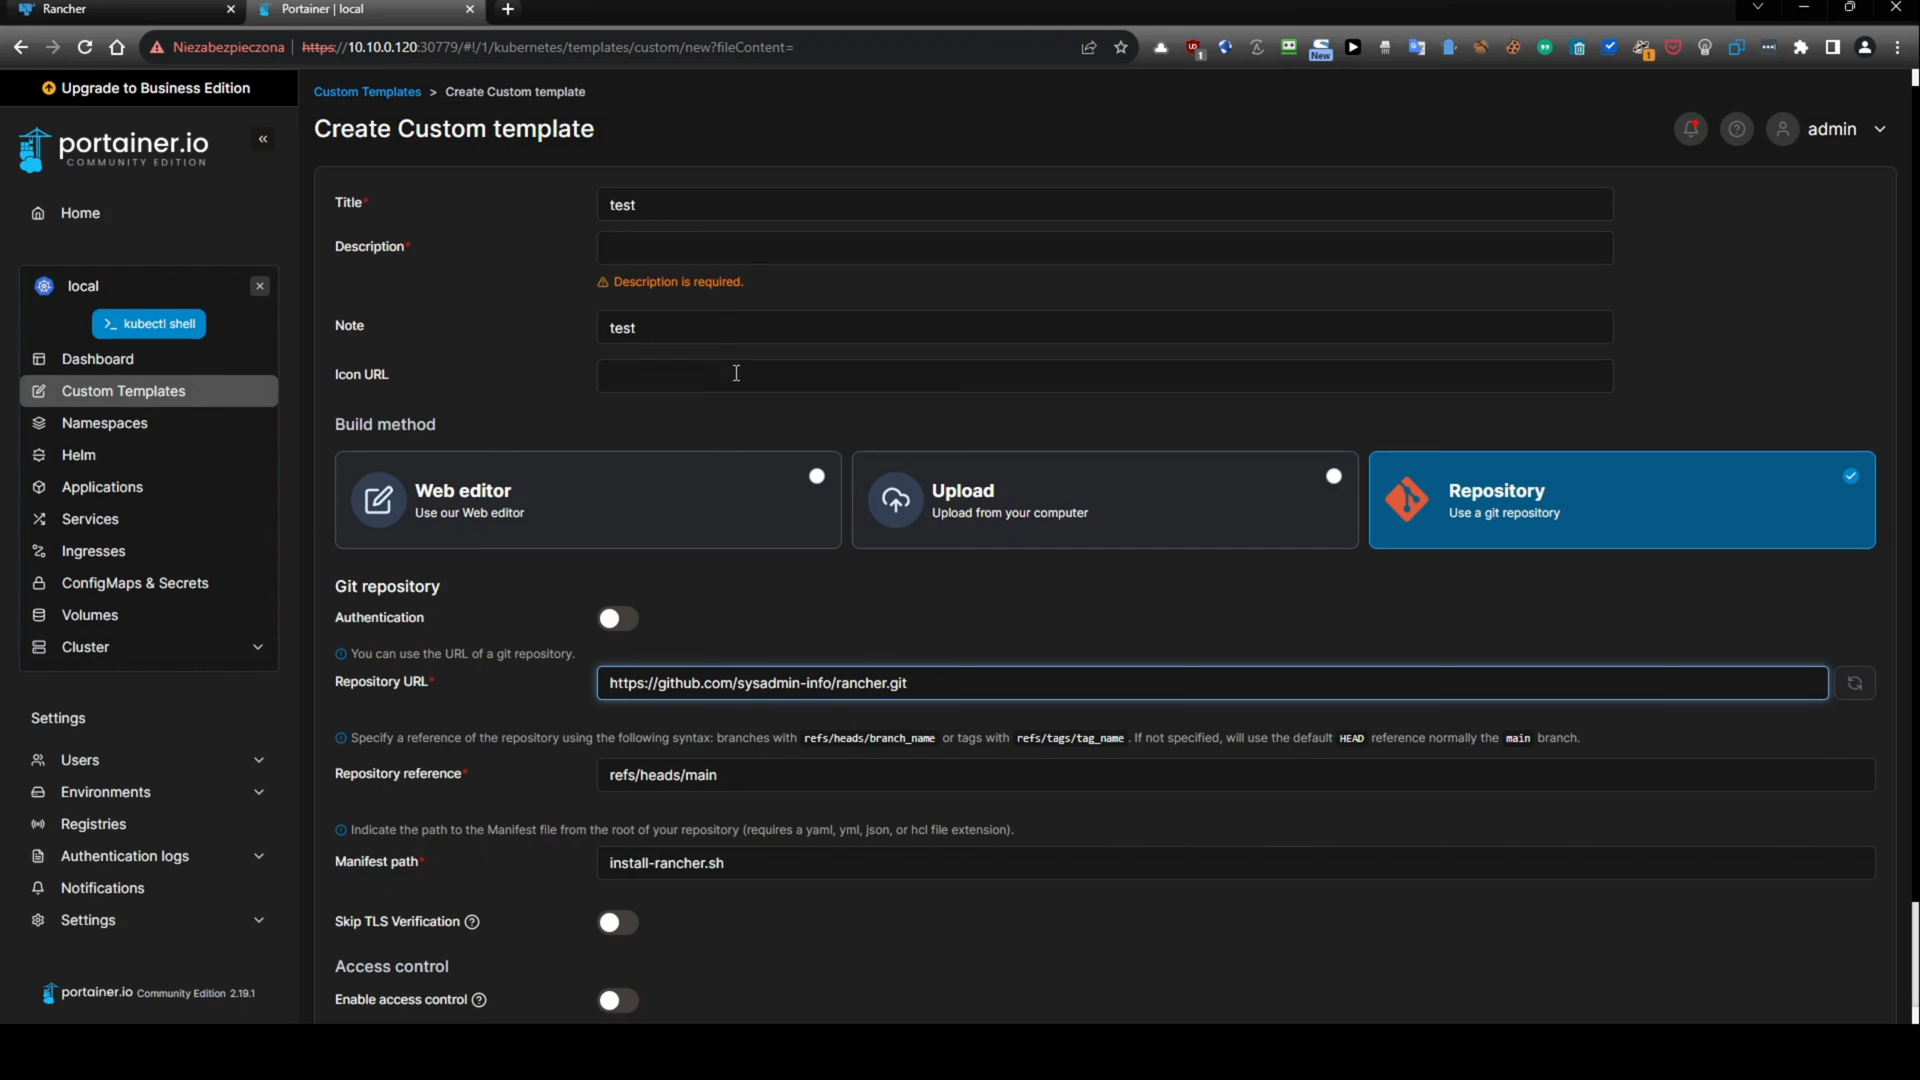 Rancher
Portainer | local
Niezabezpieczona
https://10.10.0.120:30779/#!/1/kubernetes/templates/custom/new?fileContent=
1
New
1
Upgrade to Business Edition
portainer.io
COMMUNITY EDITION
Home
local
kubectl shell
Dashboard
Custom Templates
Namespaces
Helm
Applications
Services
Ingresses
ConfigMaps & Secrets
Volumes
Cluster
Settings
Users
Environments
Registries
Authentication logs
Notifications
Settings
portainer.io Community Edition 2.19.1
Custom Templates > Create Custom template
Create Custom template
admin
Title*
test
Description*
Description is required.
Note
test
Icon URL
Build method
Web editor
Use our Web editor
Upload
Upload from your computer
Repository
Use a git repository
Git repository
Authentication
You can use the URL of a git repository.
Repository URL*
https://github.com/sysadmin-info/rancher.git
Specify a reference of the repository using the following syntax: branches with refs/heads/branch_name or tags with refs/tags/tag_name. If not specified, will use the default HEAD reference normally the main branch.
Repository reference*
refs/heads/main
Indicate the path to the Manifest file from the root of your repository (requires a yaml, yml, json, or hcl file extension).
Manifest path*
install-rancher.sh
Skip TLS Verification
Access control
Enable access control